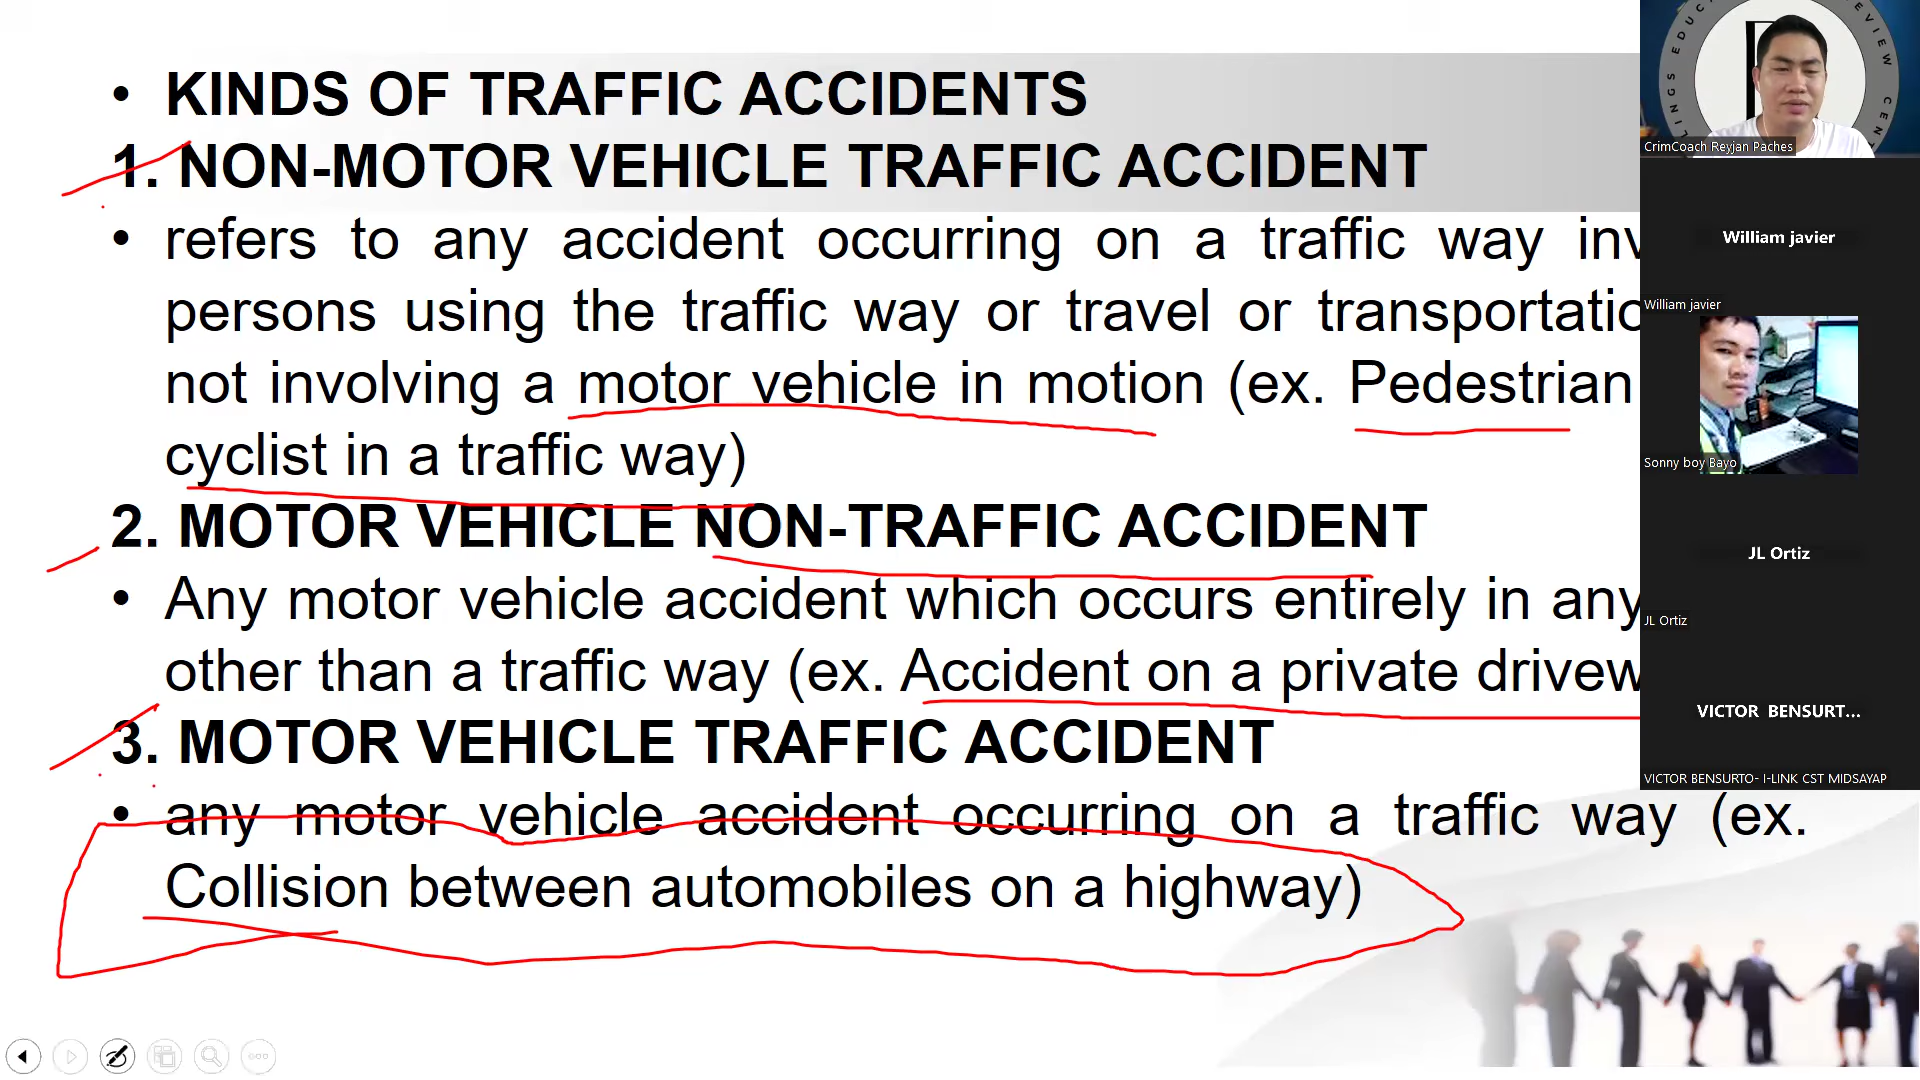 • KINDS OF TRAFFIC ACCIDENTS
1. NON-MOTOR VEHICLE TRAFFIC ACCIDENT
• refers to any accident occurring on a traffic way inv
persons using the traffic way or travel or transportatio
not involving a motor vehicle in motion (ex. Pedestrian
cyclist in a traffic way)
2. MOTOR VEHICLE NON-TRAFFIC ACCIDENT
• Any motor vehicle accident which occurs entirely in any
other than a traffic way (ex. Accident on a private drivew
3. MOTOR VEHICLE TRAFFIC ACCIDENT
• any motor vehicle accident occurring on a traffic way (ex.
Collision between automobiles on a highway)
CrimCoach Reyjan Paches
William javier
William javier
Sonny boy Bayo
JL Ortiz
JL Ortiz
VICTOR BENSURT...
VICTOR BENSURTO- I-LINK CST MIDSAYAP